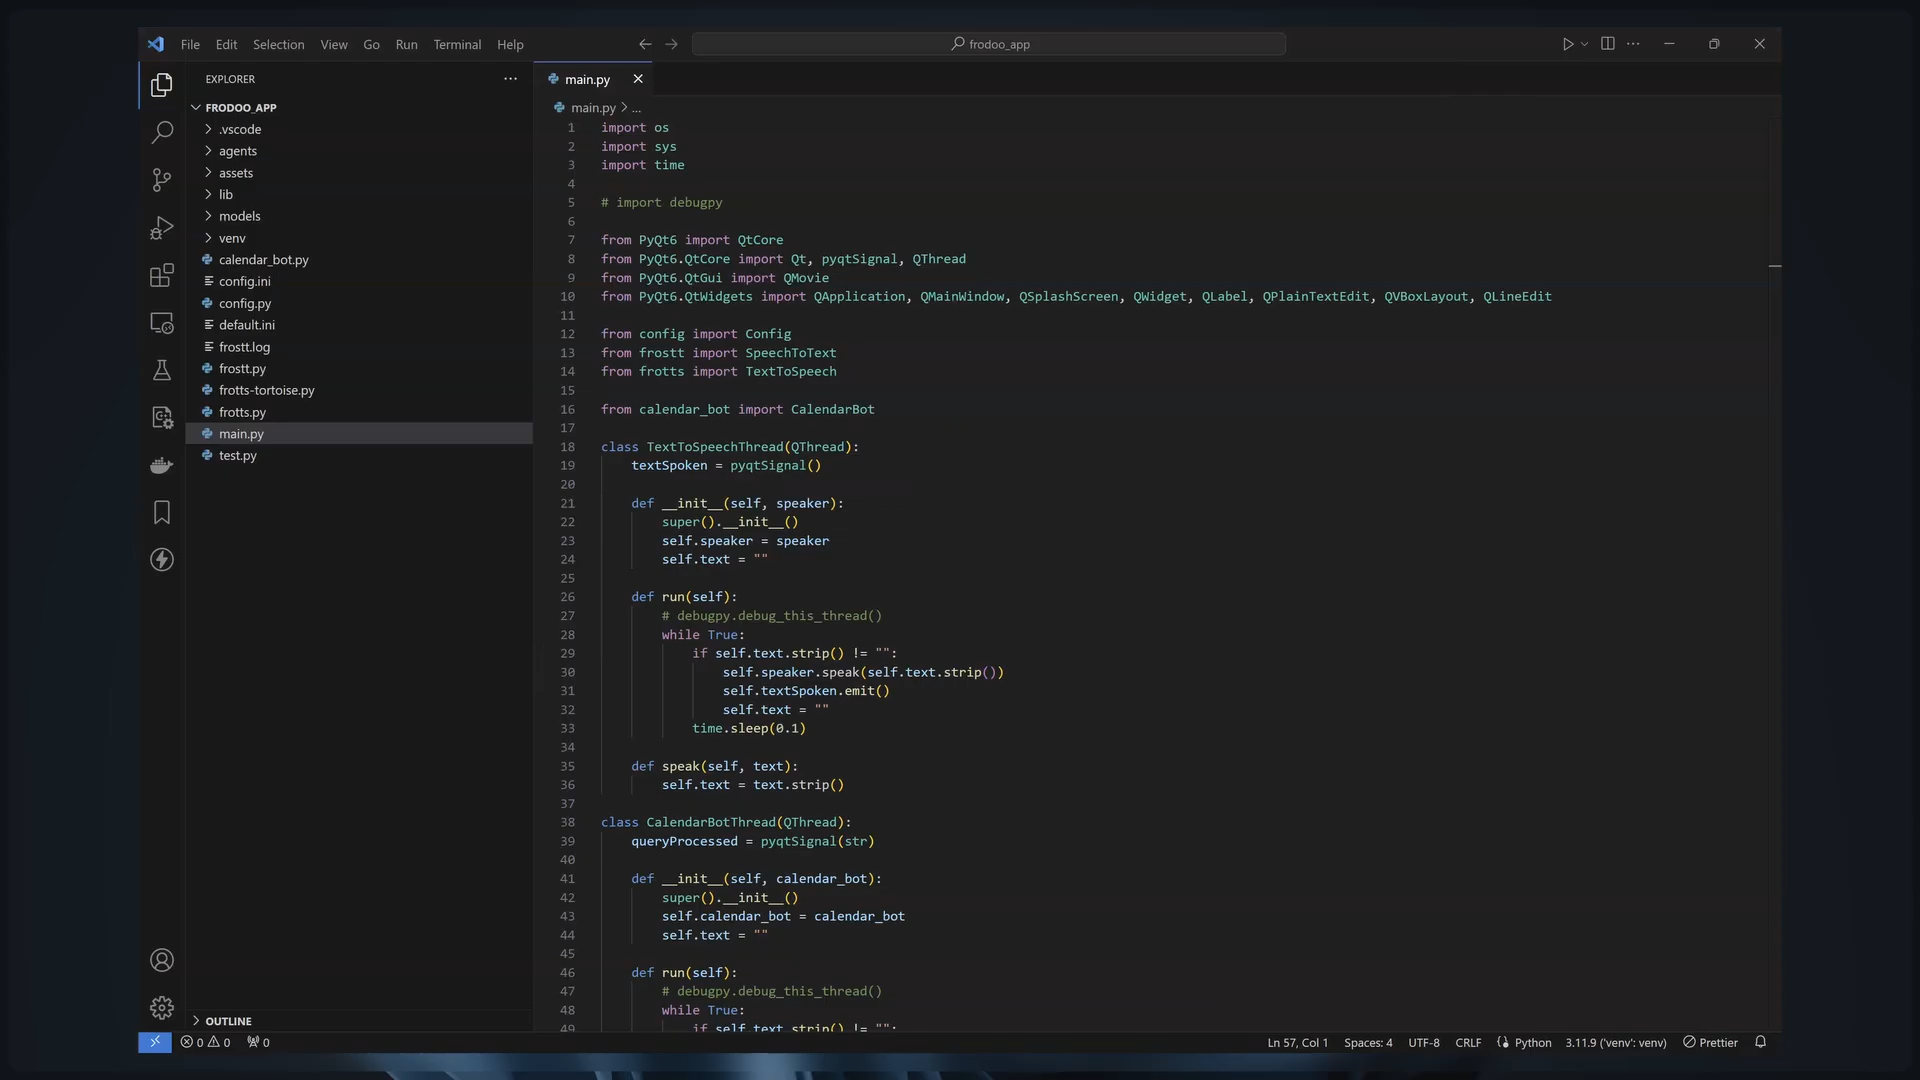 File Edit Selection View Go Run Terminal Help
frodoo_app
EXPLORER
FRODOO_APP
.vscode
agents
assets
lib
models
venv
calendar_bot.py
config.ini
config.py
default.ini
frostt.log
frostt.py
frotts-tortoise.py
frotts.py
main.py
test.py
OUTLINE
main.py
main.py > ...
1 import os
2 import sys
3 import time
4
5 # import debugpy
6
7 from PyQt6 import QtCore
8 from PyQt6.QtCore import Qt, pyqtSignal, QThread
9 from PyQt6.QtGui import QMovie
10 from PyQt6.QtWidgets import QApplication, QMainWindow, QSplashScreen, QWidget, QLabel, QPlainTextEdit, QVBoxLayout, QLineEdit
11
12 from config import Config
13 from frostt import SpeechToText
14 from frotts import TextToSpeech
15
16 from calendar_bot import CalendarBot
17
18 class TextToSpeechThread(QThread):
19     textSpoken = pyqtSignal()
20
21     def __init__(self, speaker):
22         super().__init__()
23         self.speaker = speaker
24         self.text = ""
25
26     def run(self):
27         # debugpy.debug_this_thread()
28         while True:
29             if self.text.strip() != "":
30                 self.speaker.speak(self.text.strip())
31                 self.textSpoken.emit()
32                 self.text = ""
33             time.sleep(0.1)
34
35     def speak(self, text):
36         self.text = text.strip()
37
38 class CalendarBotThread(QThread):
39     queryProcessed = pyqtSignal(str)
40
41     def __init__(self, calendar_bot):
42         super().__init__()
43         self.calendar_bot = calendar_bot
44         self.text = ""
45
46     def run(self):
47         # debugpy.debug_this_thread()
48         while True:
49             if self.text.strip() != "":
0 0 0
Ln 57, Col 1 Spaces: 4 UTF-8 CRLF Python 3.11.9 ('venv': venv) Prettier